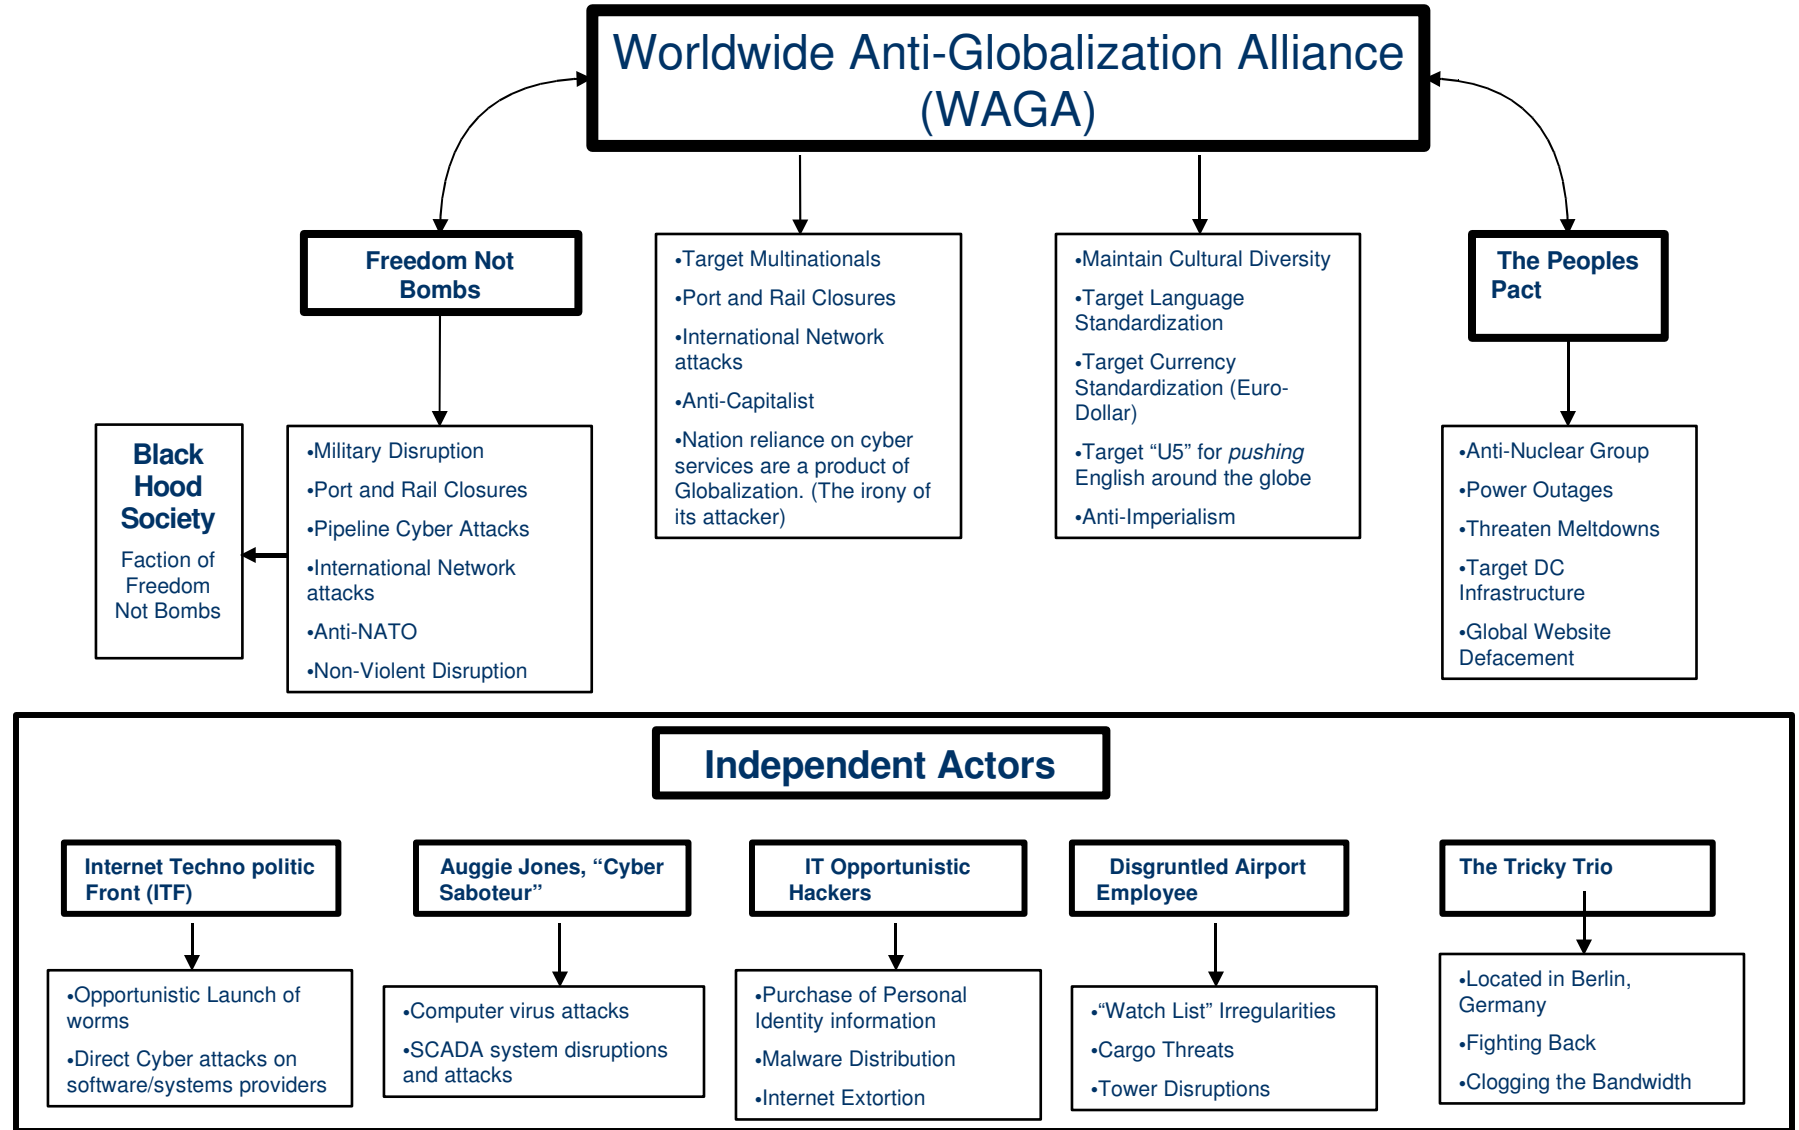 Worldwide Anti-Globalization Alliance
(WAGA)
Freedom Not
Bombs
•Target Multinationals
•Port and Rail Closures
•International Network
attacks
•Anti-Capitalist
•Nation reliance on cyber
services are a product of
Globalization. (The irony of
its attacker)
•Maintain Cultural Diversity
•Target Language
Standardization
•Target Currency
Standardization (Euro-
Dollar)
•Target “U5” for pushing
English around the globe
•Anti-Imperialism
The Peoples
Pact
Black
Hood
Society
Faction of
Freedom
Not Bombs
•Military Disruption
•Port and Rail Closures
•Pipeline Cyber Attacks
•International Network
attacks
•Anti-NATO
•Non-Violent Disruption
•Anti-Nuclear Group
•Power Outages
•Threaten Meltdowns
•Target DC
Infrastructure
•Global Website
Defacement
Independent Actors
Internet Techno politic
Front (ITF)
•Opportunistic Launch of
worms
•Direct Cyber attacks on
software/systems providers
Auggie Jones, “Cyber
Saboteur”
•Computer virus attacks
•SCADA system disruptions
and attacks
IT Opportunistic
Hackers
•Purchase of Personal
Identity information
•Malware Distribution
•Internet Extortion
Disgruntled Airport
Employee
•“Watch List” Irregularities
•Cargo Threats
•Tower Disruptions
The Tricky Trio
•Located in Berlin,
Germany
•Fighting Back
•Clogging the Bandwidth